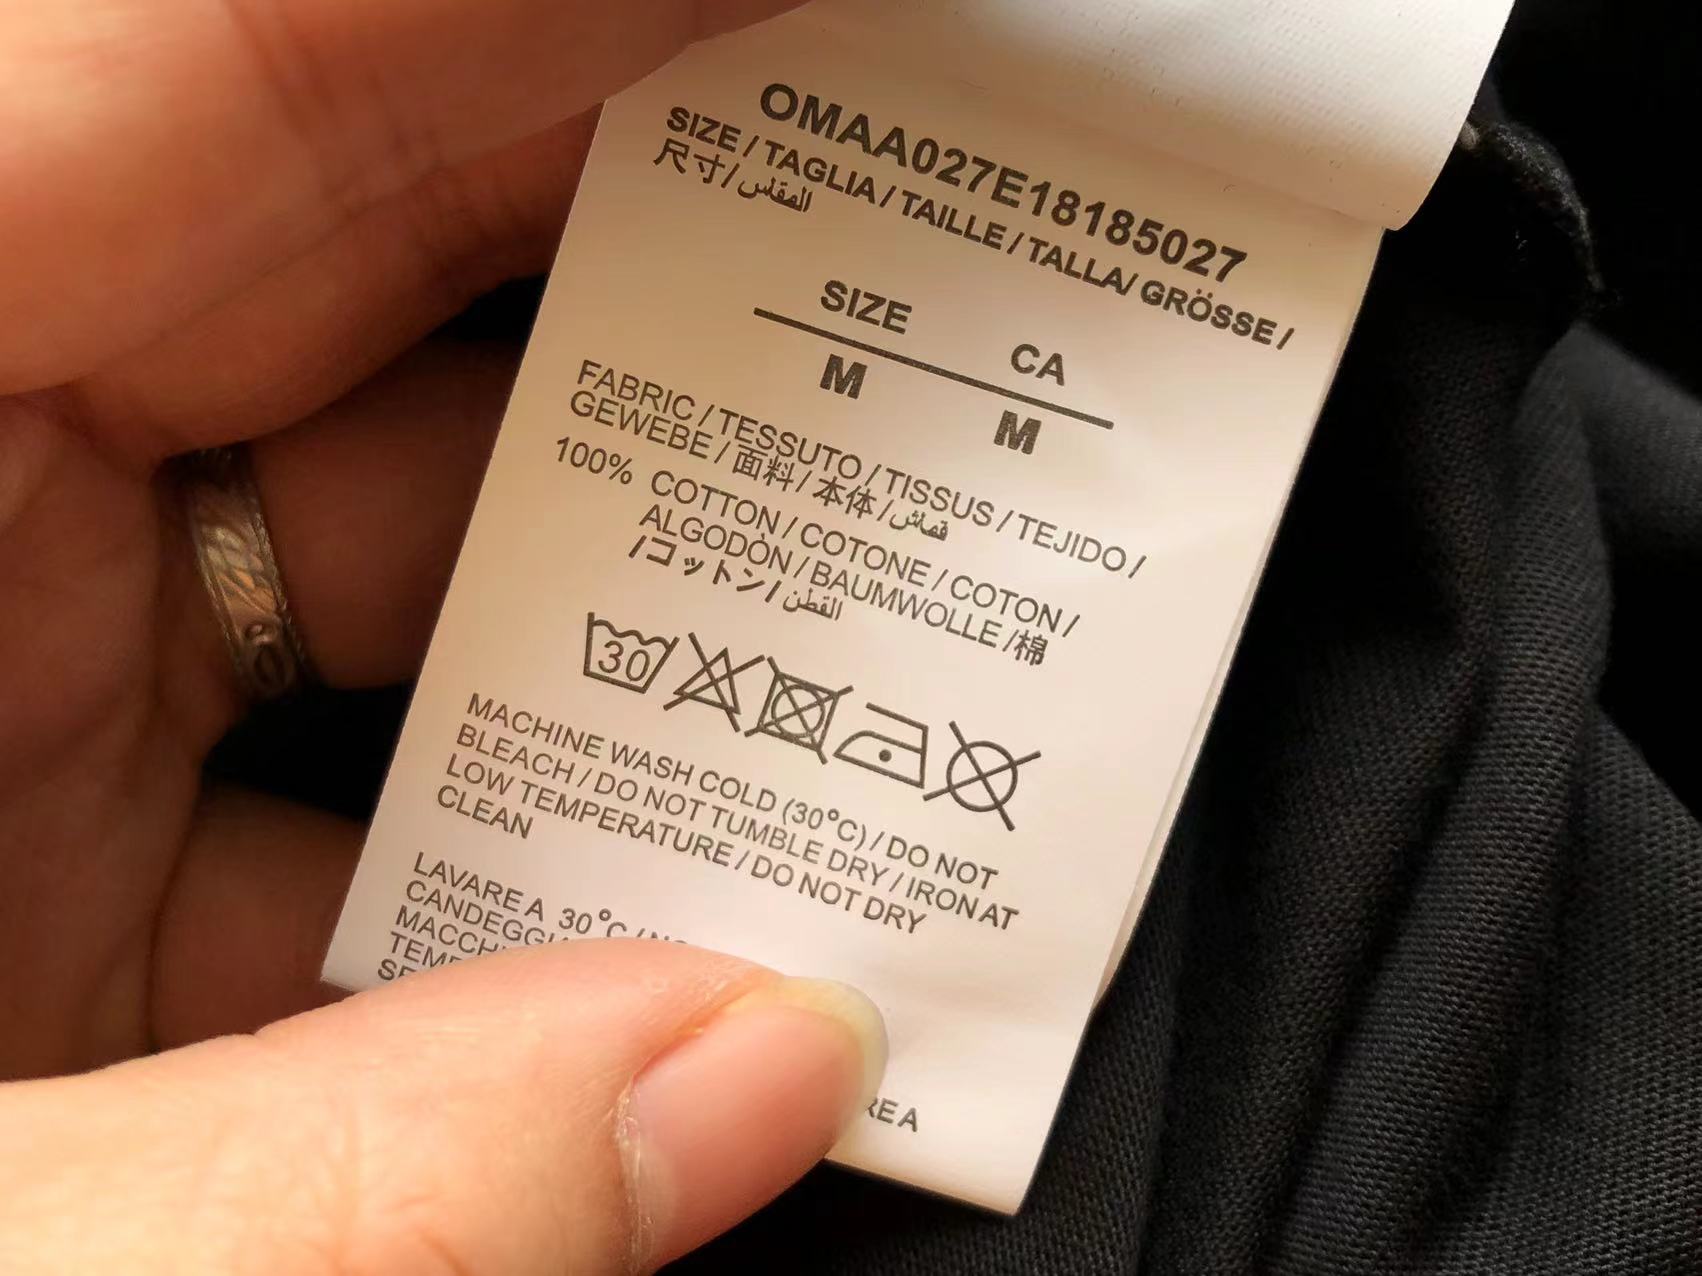 OMAA027E18185027
SIZE / TAGLIA / TAILLE / TALLA/ GRÖSSE /
尺寸/المقاس
SIZE CA
M M
FABRIC / TESSUTO / TISSUS / TEJIDO /
GEWEBE / 面料 / 本体 / قماش
100% COTTON / COTONE / COTON /
ALGODÒN / BAUMWOLLE /棉
/コットン/ القطن
30
MACHINE WASH COLD (30°C) / DO NOT
BLEACH / DO NOT TUMBLE DRY / IRON AT
LOW TEMPERATURE / DO NOT DRY
CLEAN
LAVARE A 30°C /